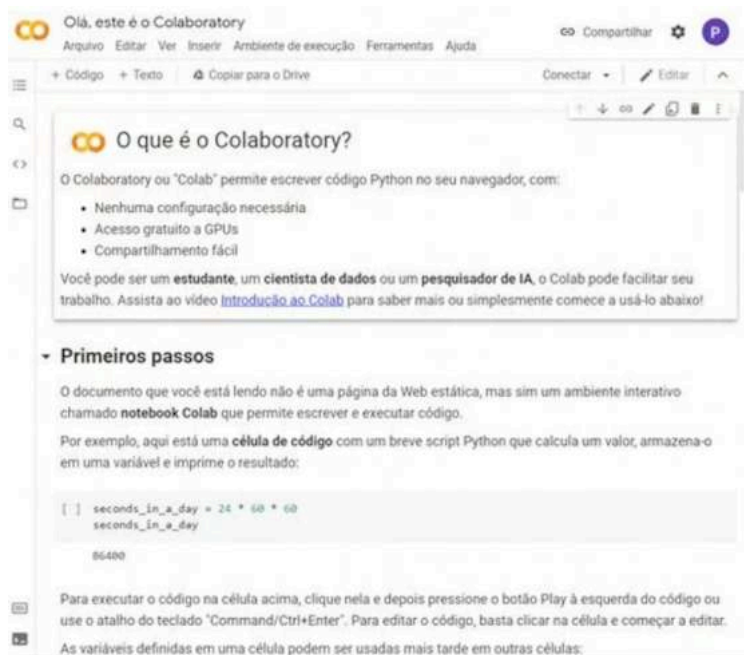 Olá, este é o Colaboratory
Arquivo Editar Ver Inserir Ambiente de execução Ferramentas Ajuda
Compartilhar
P
+ Código + Texto Copiar para o Drive
Conectar Editar
CO O que é o Colaboratory?
O Colaboratory ou "Colab" permite escrever código Python no seu navegador, com:
• Nenhuma configuração necessária
• Acesso gratuito a GPUs
• Compartilhamento fácil
Você pode ser um estudante, um cientista de dados ou um pesquisador de IA, o Colab pode facilitar seu
trabalho. Assista ao vídeo Introdução ao Colab para saber mais ou simplesmente comece a usá-lo abaixo!
Primeiros passos
O documento que você está lendo não é uma página da Web estática, mas sim um ambiente interativo
chamado notebook Colab que permite escrever e executar código.
Por exemplo, aqui está uma célula de código com um breve script Python que calcula um valor, armazena-o
em uma variável e imprime o resultado:
[ ] seconds_in_a_day = 24 * 60 * 60
seconds_in_a_day
86400
Para executar o código na célula acima, clique nela e depois pressione o botão Play à esquerda do código ou
use o atalho do teclado "Command/Ctrl+Enter". Para editar o código, basta clicar na célula e começar a editar.
As variáveis definidas em uma célula podem ser usadas mais tarde em outras células: